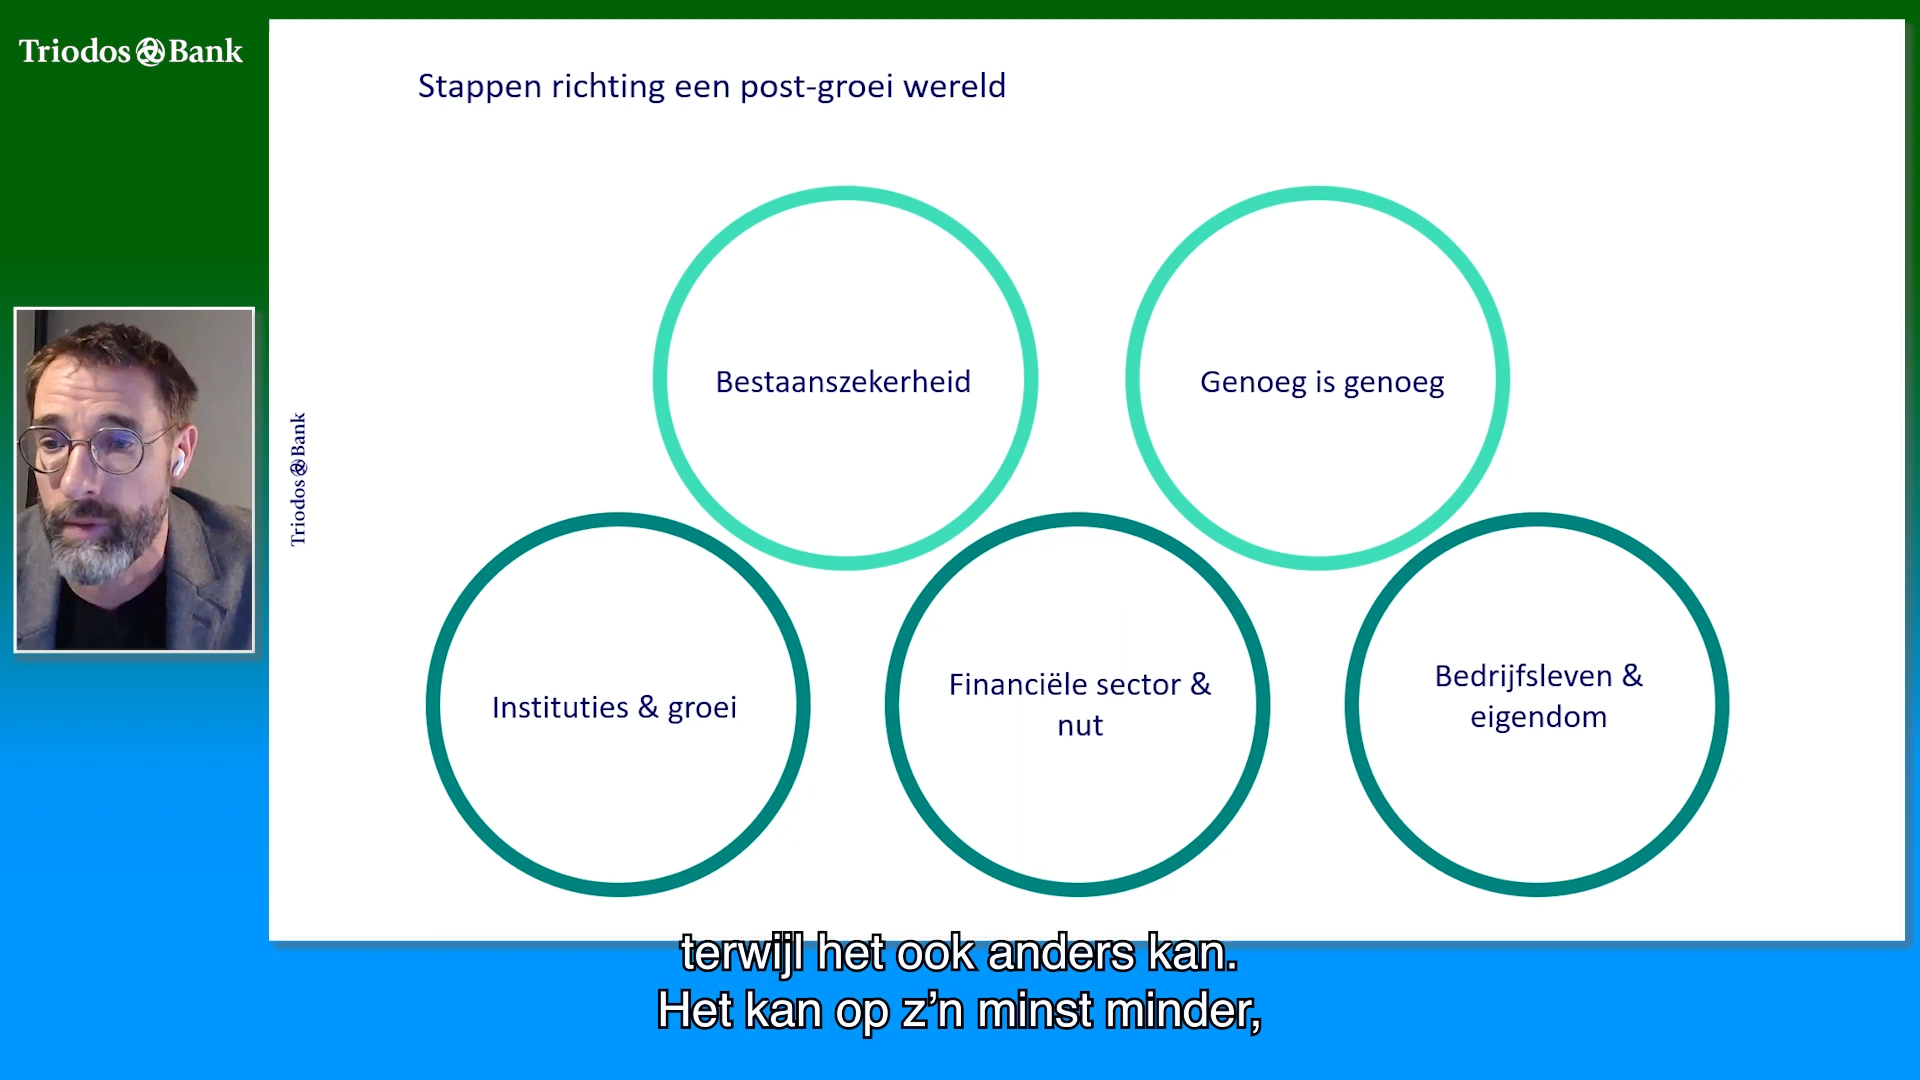 Triodos Bank
Stappen richting een post-groei wereld
Bestaanszekerheid
Genoeg is genoeg
Triodos Bank
Instituties & groei
Financiële sector &
nut
Bedrijfsleven &
eigendom
terwijl het ook anders kan.
Het kan op z’n minst minder,